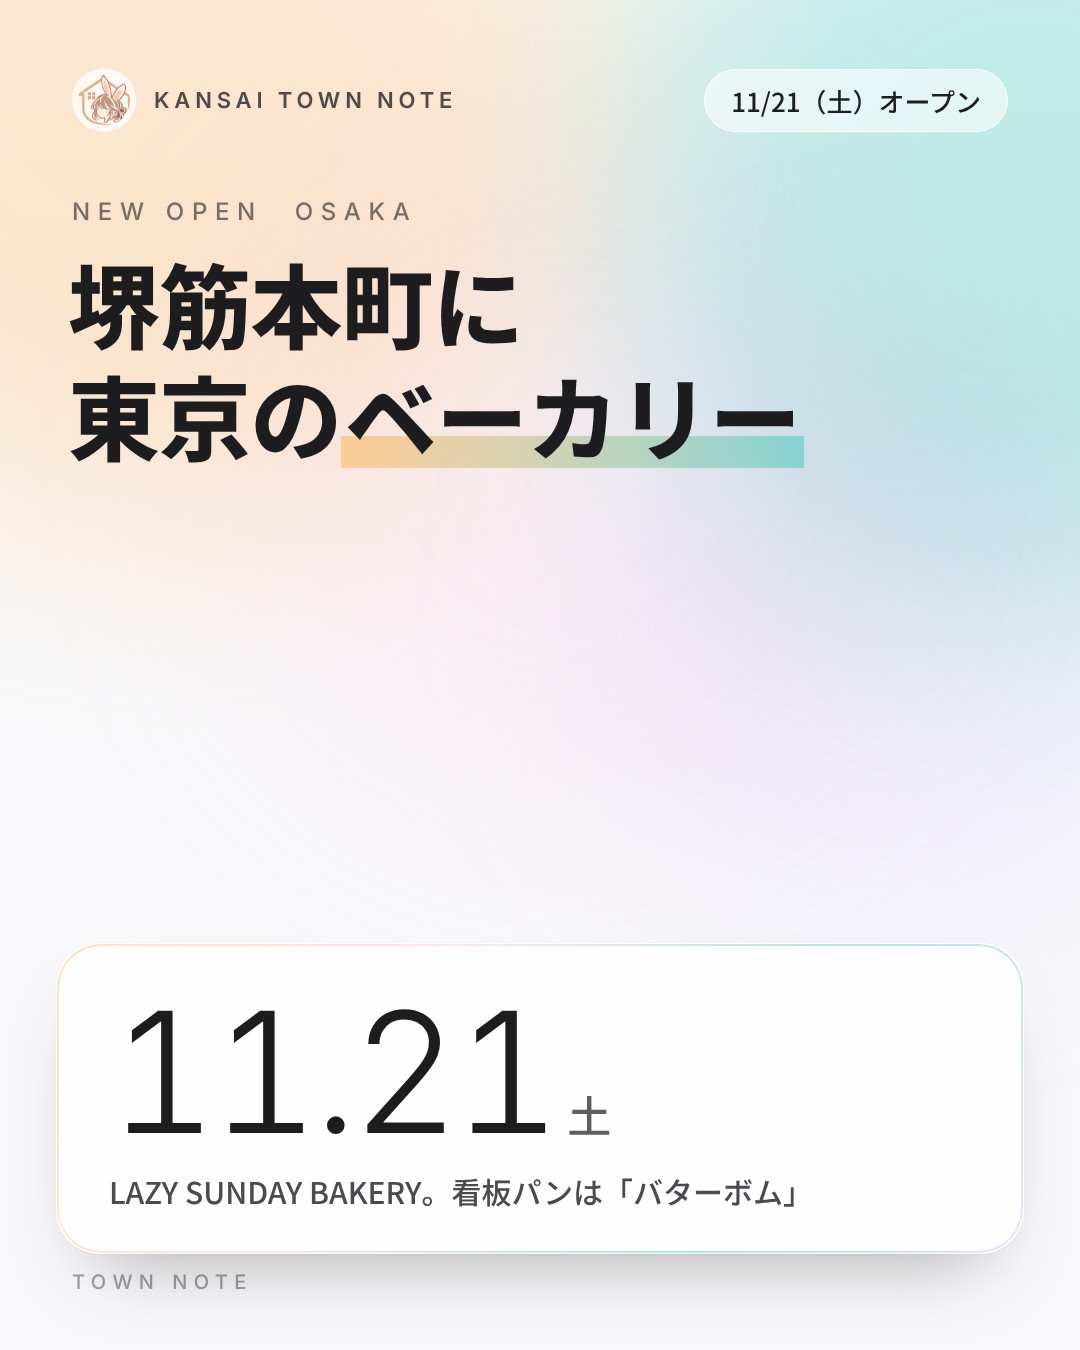 KANSAI TOWN NOTE
11/21（土）オープン
NEW OPEN OSAKA
堺筋本町に
東京のベーカリー
11.21 土
LAZY SUNDAY BAKERY。看板パンは「バターボム」
TOWN NOTE